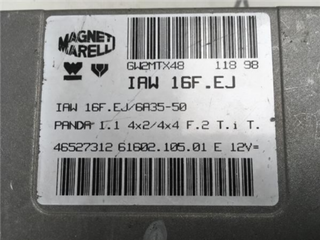 MAGNETI
MARELLI
GW2MTX48 118 98
IAW 16F.EJ
IAW 16F.EJ/6A35-50
PANDA 1.1 4x2/4x4 F.2 T.i T.
46527312 61602.105.01 E 12V=